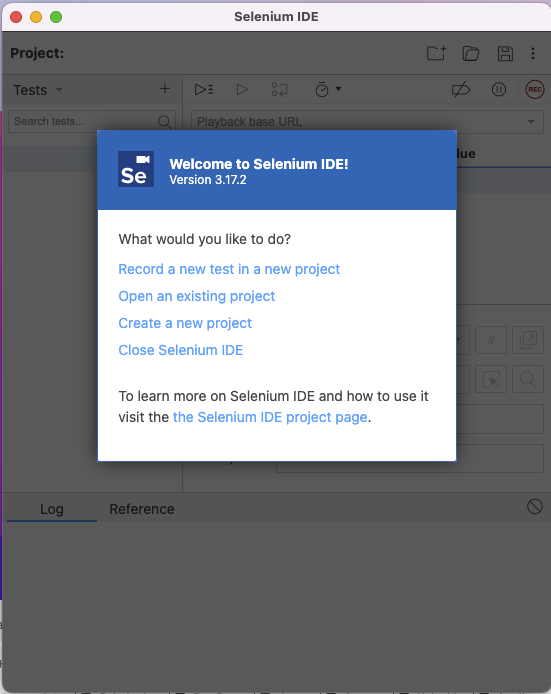 Selenium IDE
Project:
Tests
+
REC
Search tests...
Playback base URL
lue
Se
Welcome to Selenium IDE!
Version 3.17.2
What would you like to do?
Record a new test in a new project
Open an existing project
Create a new project
Close Selenium IDE
//
To learn more on Selenium IDE and how to use it
visit the the Selenium IDE project page.
Log
Reference